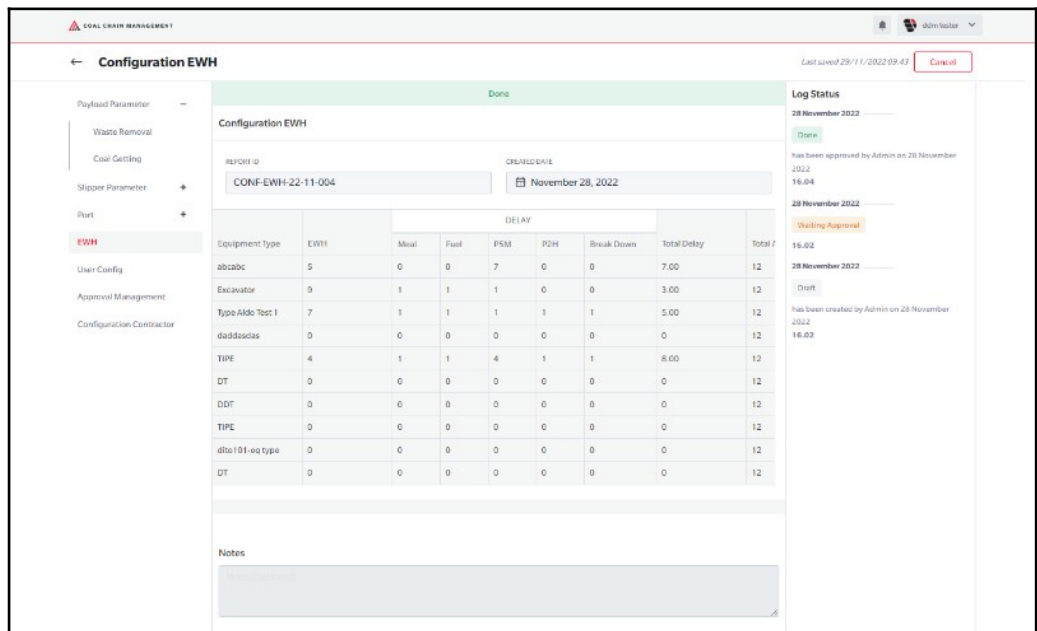 COAL CHAIN MANAGEMENT
ddm tester
Configuration EWH
Last saved 29/11/2022 09.43
Cancel
Payload Parameter
Waste Removal
Coal Getting
Slipper Parameter +
Port +
EWH
User Config
Approval Management
Configuration Contractor
Done
Configuration EWH
REPORT ID
CREATED DATE
CONF-EWH-22-11-004
November 28, 2022
DELAY
Equipment Type EWH Meal Fuel P5M P2H Break Down Total Delay Total
abcabc 5 0 0 7 0 0 7.00 12
Excavator 9 1 1 1 0 0 3.00 12
Type Aldo Test 1 7 1 1 1 1 1 5.00 12
daddasdas 0 0 0 0 0 0 0 12
TIPE 4 1 1 4 1 1 8.00 12
DT 0 0 0 0 0 0 0 12
DDT 0 0 0 0 0 0 0 12
TIPE 0 0 0 0 0 0 0 12
dito101-eq type 0 0 0 0 0 0 0 12
DT 0 0 0 0 0 0 0 12
Notes
Log Status
28 November 2022
Done
has been approved by Admin on 28 November
2022
16.04
28 November 2022
Waiting Approval
16.02
28 November 2022
Draft
has been created by Admin on 28 November
2022
16.02